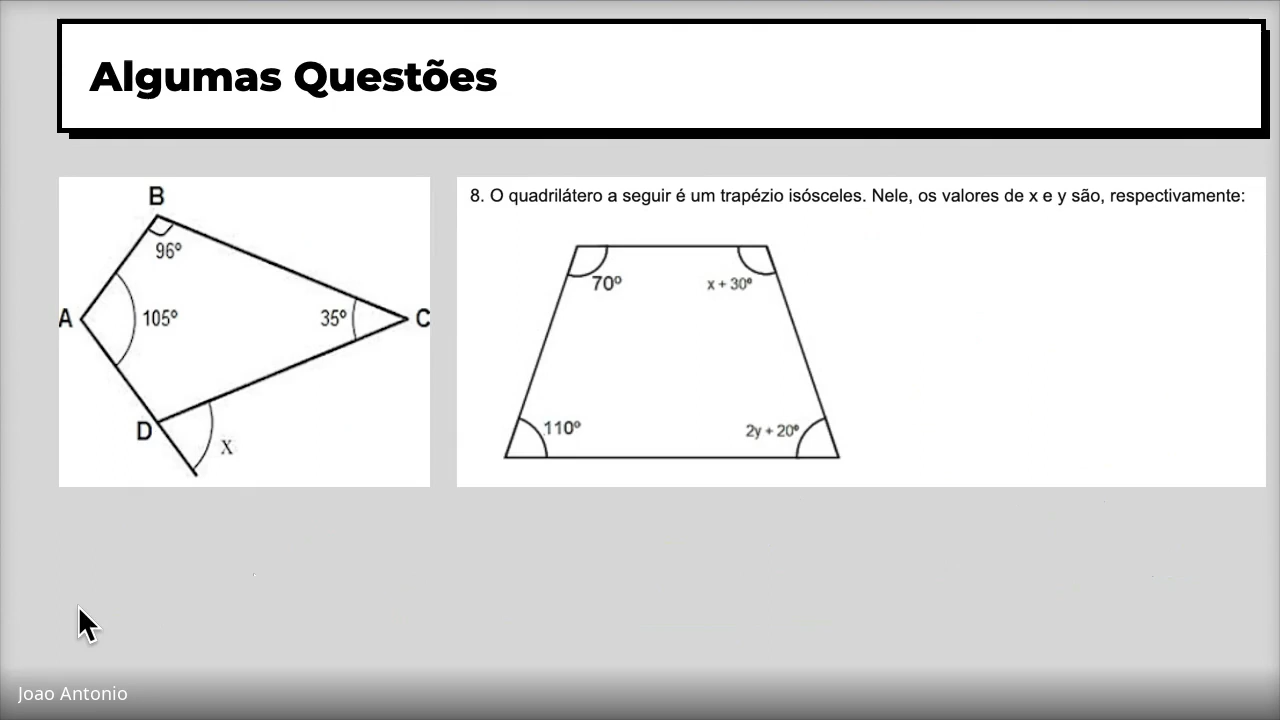 Algumas Questões
B
96º
A
105º
35º
C
D
x
8. O quadrilátero a seguir é um trapézio isósceles. Nele, os valores de x e y são, respectivamente:
70º
x + 30º
110º
2y + 20º
Joao Antonio